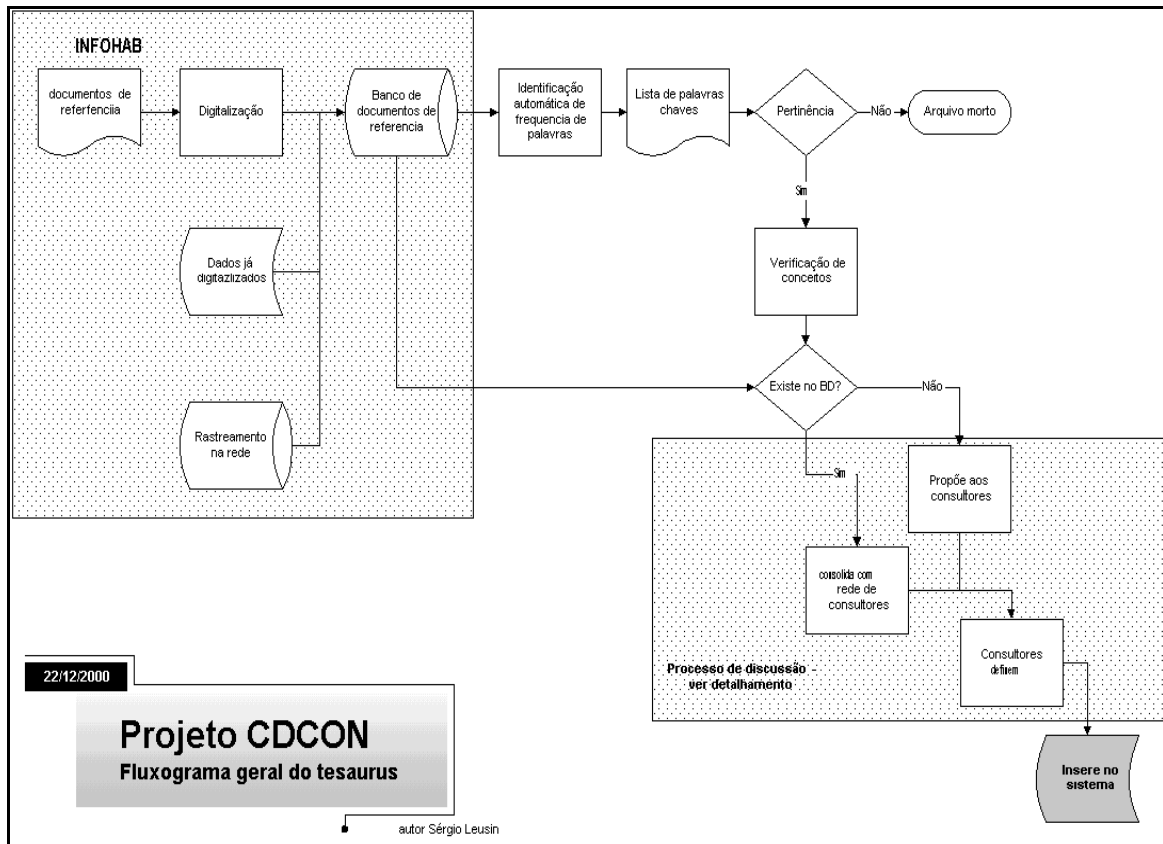 INFOHAB
documentos de
referfenciia
Digitalização
Banco de
documentos de
referencia
Identificação
automática de
frequencia de
palavras
Lista de palavras
chaves
Pertinência
Não
Arquivo morto
Sim
Dados já
digitazlizados
Verificação de
conceitos
Existe no BD?
Não
Rastreamento
na rede
Sim
Propõe aos
consultores
consolida com
rede de
consultores
Consultores
definem
Processo de discussão -
ver detalhamento
22/12/2000
Projeto CDCON
Fluxograma geral do tesaurus
autor Sérgio Leusin
Insere no
sistema